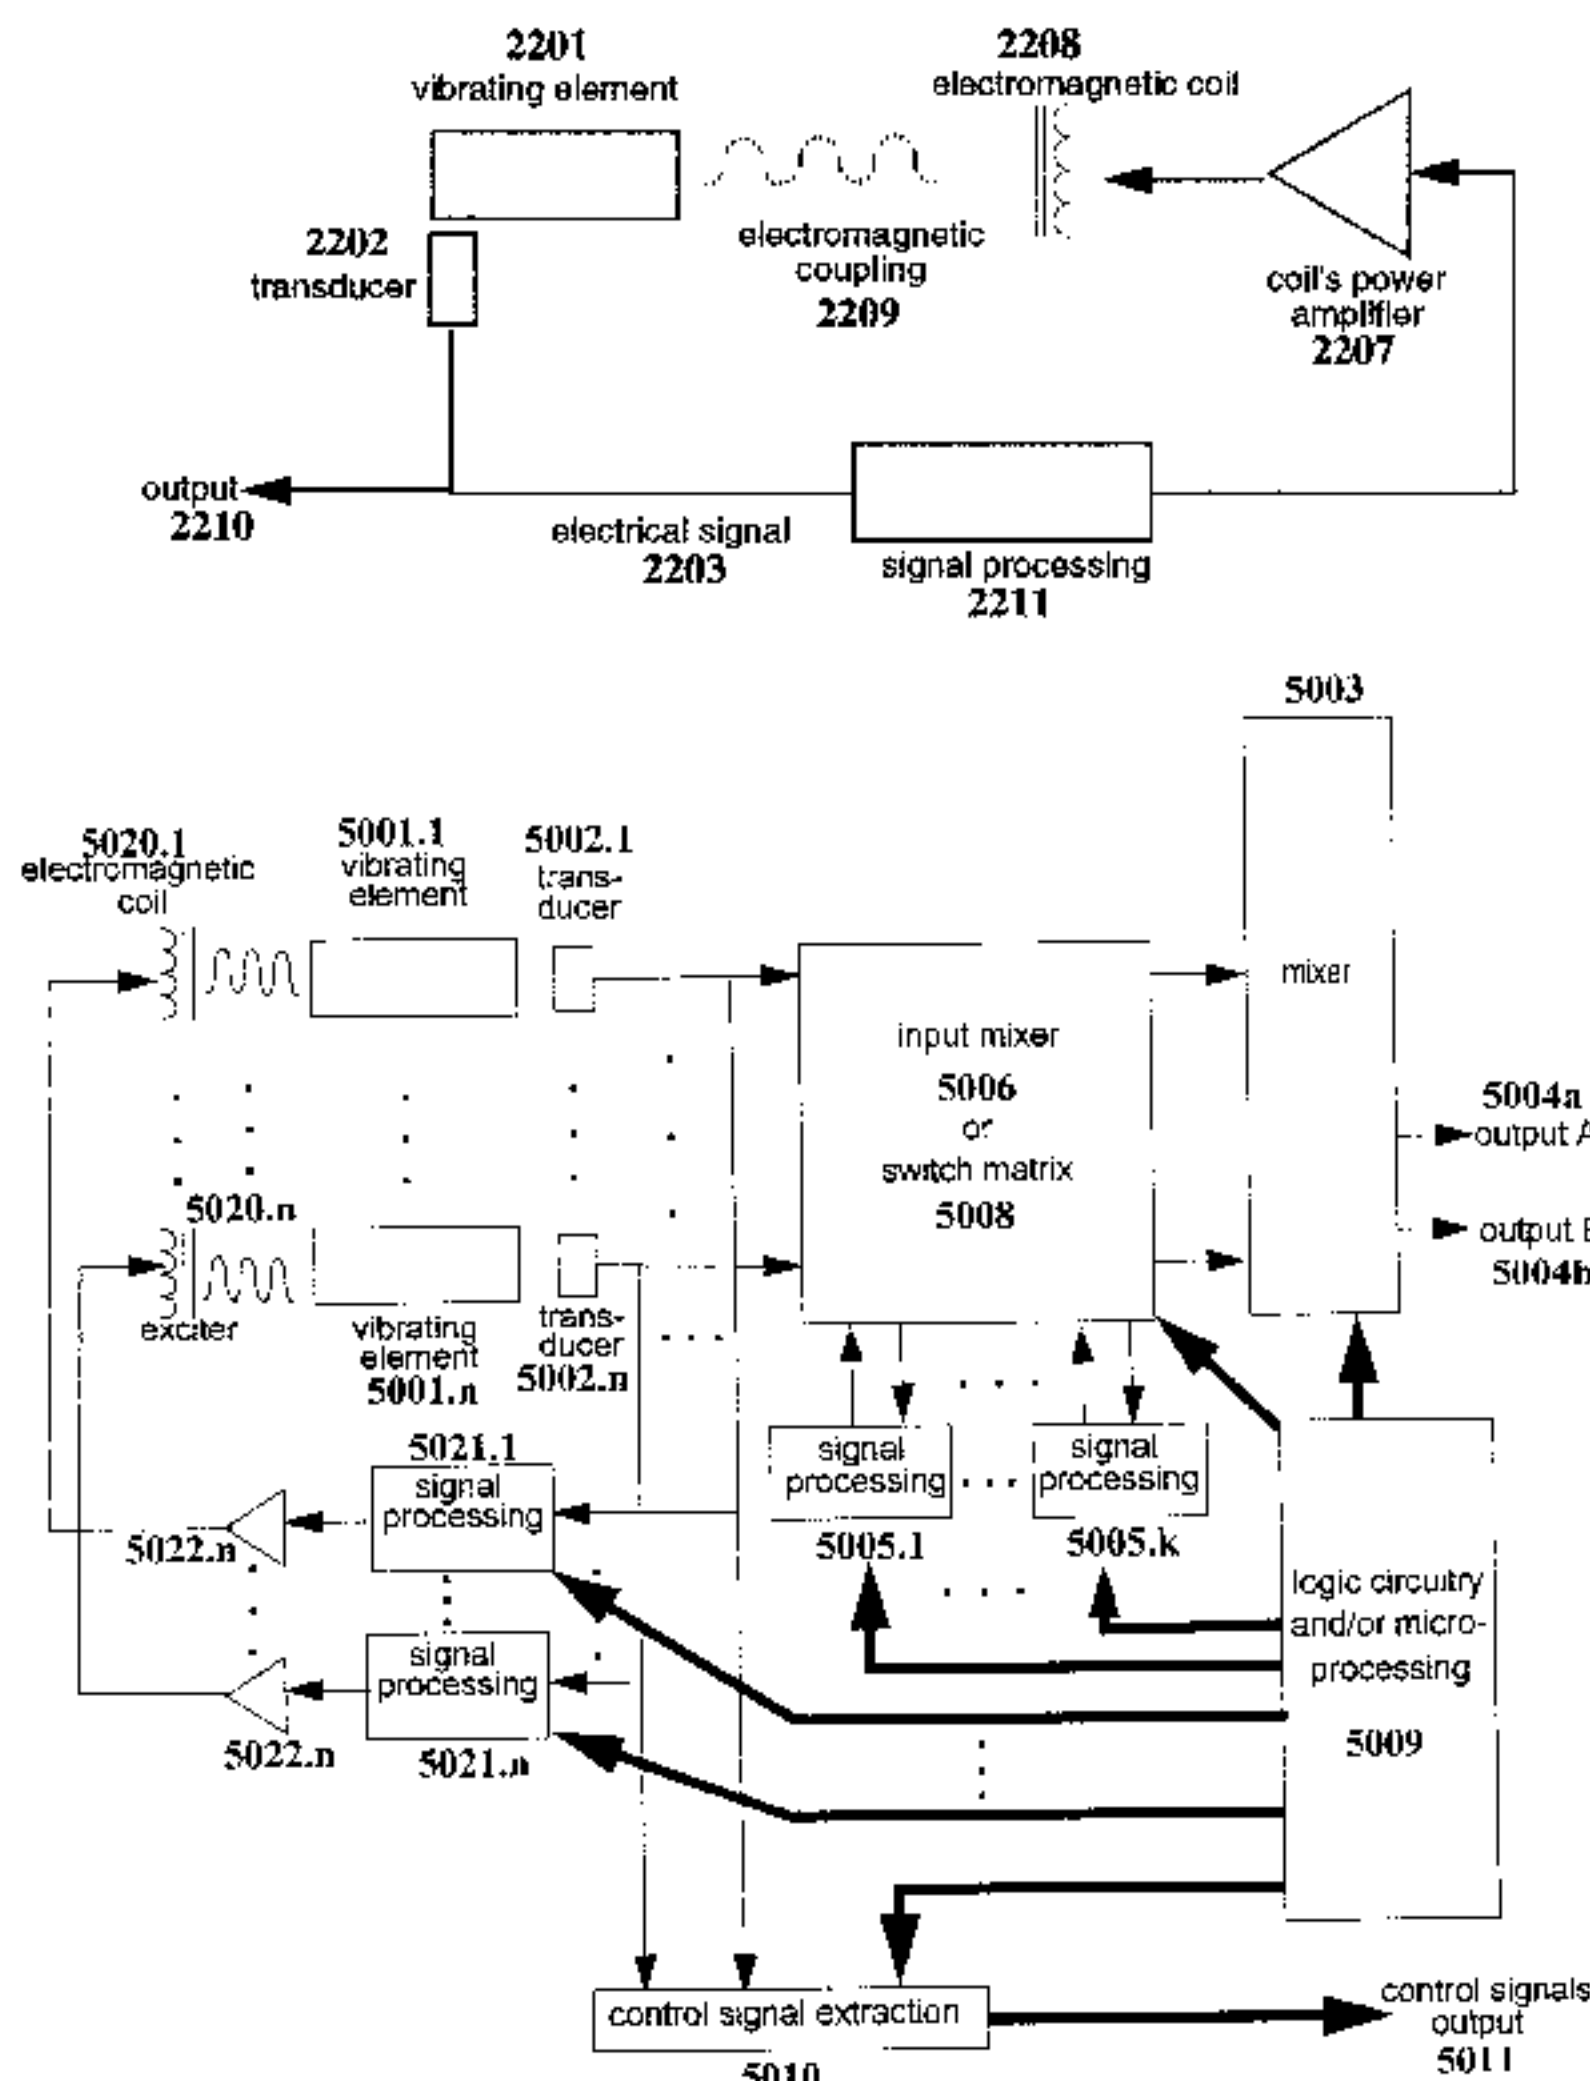 2201
vibrating element
2208
electromagnetic coil
2202
transducer
electromagnetic
coupling
2209
coil's power
amplifier
2207
output
2210
electrical signal
2203
signal processing
2211
5003
5020.1
electromagnetic
coil
5001.1
vibrating
element
5002.1
trans-
ducer
mixer
input mixer
5006
or
switch matrix
5008
5004a
output A
output B
5004b
5020.n
exciter
vibrating
element
5001.n
trans-
ducer
5002.n
5021.1
signal
processing
signal
processing
signal
processing
5022.n
5005.1
5005.k
signal
processing
5022.n
5021.n
logic circuitry
and/or micro-
processing
5009
control signal extraction
5010
control signals
output
5011